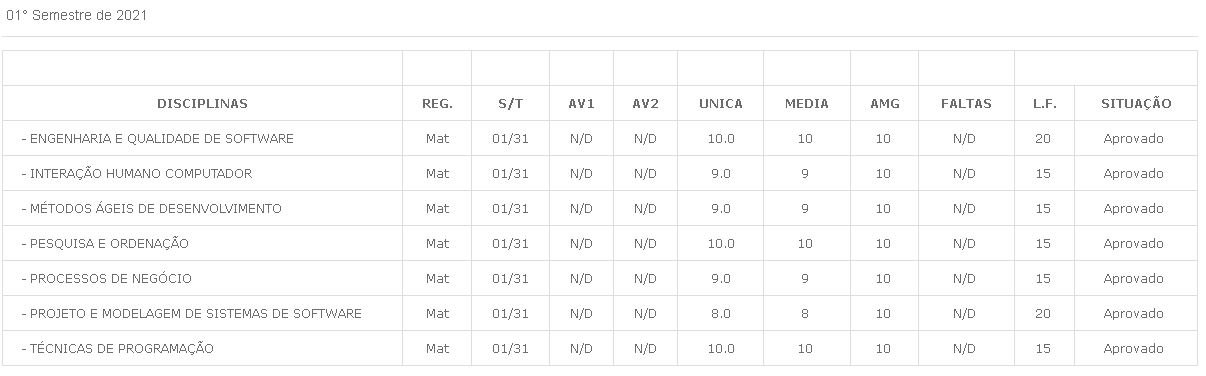 01° Semestre de 2021
DISCIPLINAS REG. S/T AV1 AV2 UNICA MEDIA AMG FALTAS L.F. SITUAÇÃO
- ENGENHARIA E QUALIDADE DE SOFTWARE Mat 01/31 N/D N/D 10.0 10 10 N/D 20 Aprovado
- INTERAÇÃO HUMANO COMPUTADOR Mat 01/31 N/D N/D 9.0 9 10 N/D 15 Aprovado
- MÉTODOS ÁGEIS DE DESENVOLVIMENTO Mat 01/31 N/D N/D 9.0 9 10 N/D 15 Aprovado
- PESQUISA E ORDENAÇÃO Mat 01/31 N/D N/D 10.0 10 10 N/D 15 Aprovado
- PROCESSOS DE NEGÓCIO Mat 01/31 N/D N/D 9.0 9 10 N/D 15 Aprovado
- PROJETO E MODELAGEM DE SISTEMAS DE SOFTWARE Mat 01/31 N/D N/D 8.0 8 10 N/D 20 Aprovado
- TÉCNICAS DE PROGRAMAÇÃO Mat 01/31 N/D N/D 10.0 10 10 N/D 15 Aprovado